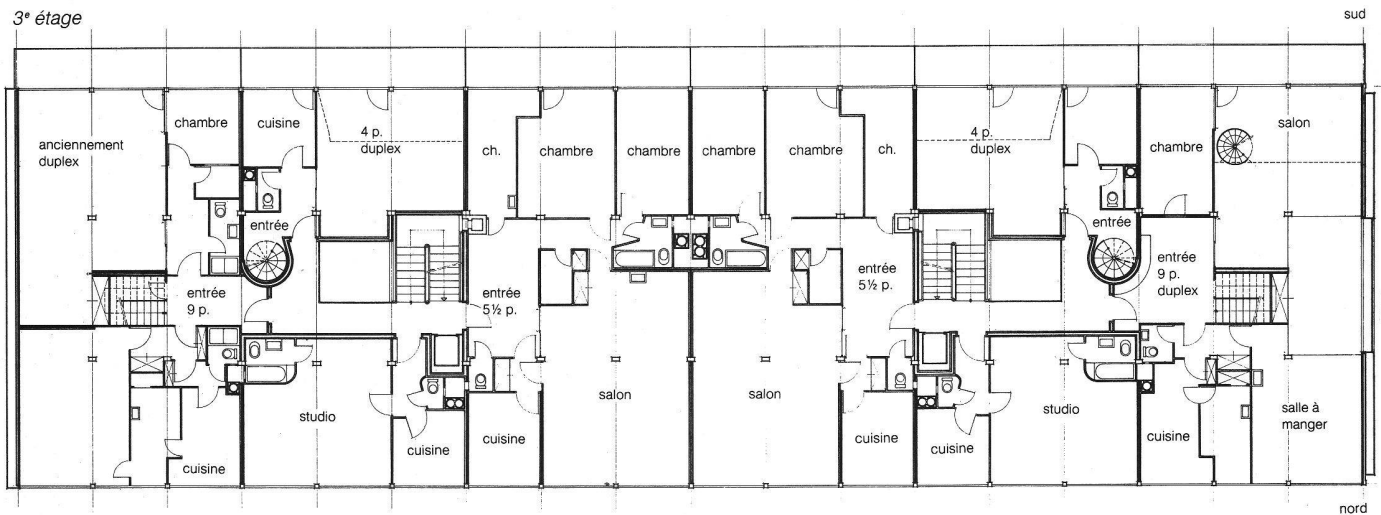 3e étage
sud
anciennement
duplex
chambre
cuisine
4 p.
duplex
ch.
chambre
chambre
chambre
chambre
ch.
4 p.
duplex
chambre
salon
entrée
entrée
entrée
9 p.
entrée
5½ p.
entrée
5½ p.
entrée
9 p.
duplex
studio
cuisine
cuisine
cuisine
salon
salon
cuisine
cuisine
studio
cuisine
salle à
manger
nord